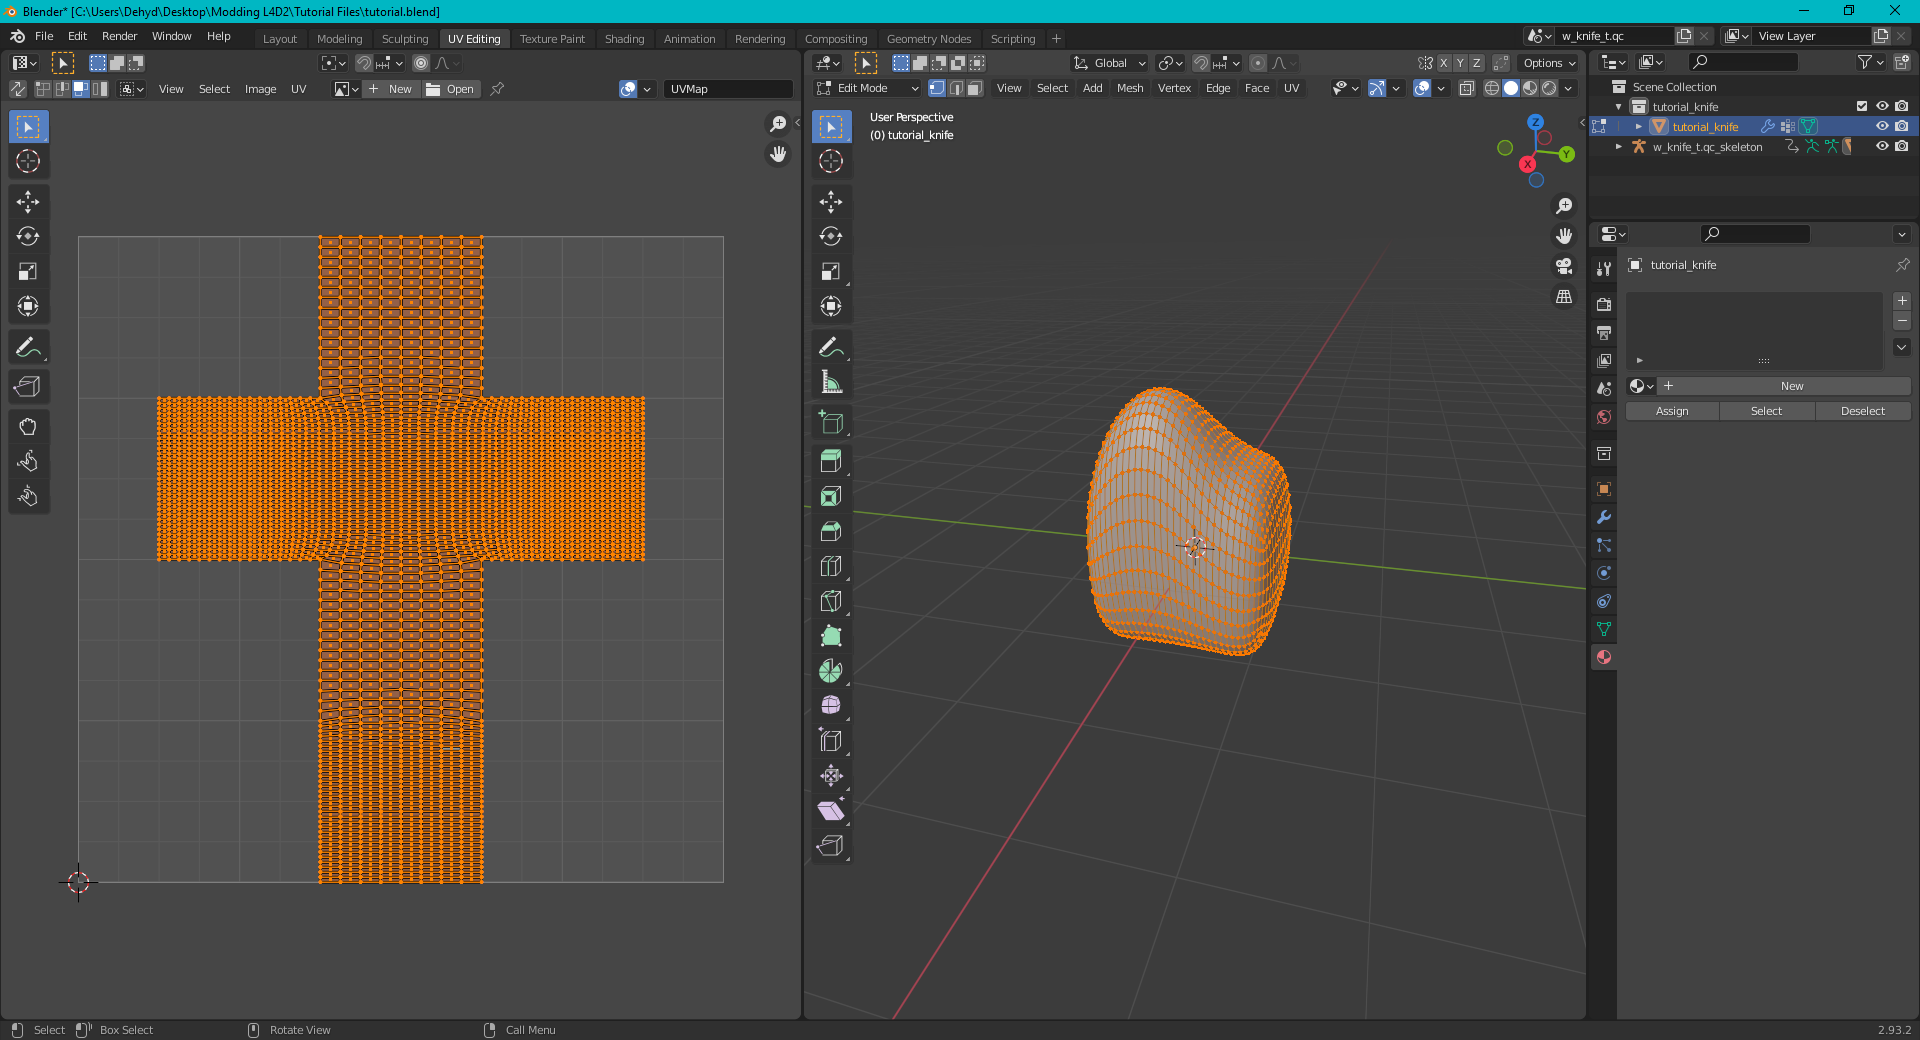 Blender* [C:\Users\Dehyd\Desktop\Modding L4D2\Tutorial Files\tutorial.blend]
File Edit Render Window Help
Layout Modeling Sculpting UV Editing Texture Paint Shading Animation Rendering Compositing Geometry Nodes Scripting
w_knife_t.qc
View Layer
Global
X Y Z
Options
View Select Image UV
New
Open
UVMap
Edit Mode
View Select Add Mesh Vertex Edge Face UV
User Perspective
(0) tutorial_knife
Z
Y
X
Scene Collection
tutorial_knife
tutorial_knife
w_knife_t.qc_skeleton
tutorial_knife
New
Assign Select Deselect
Select
Box Select
Rotate View
Call Menu
2.93.2